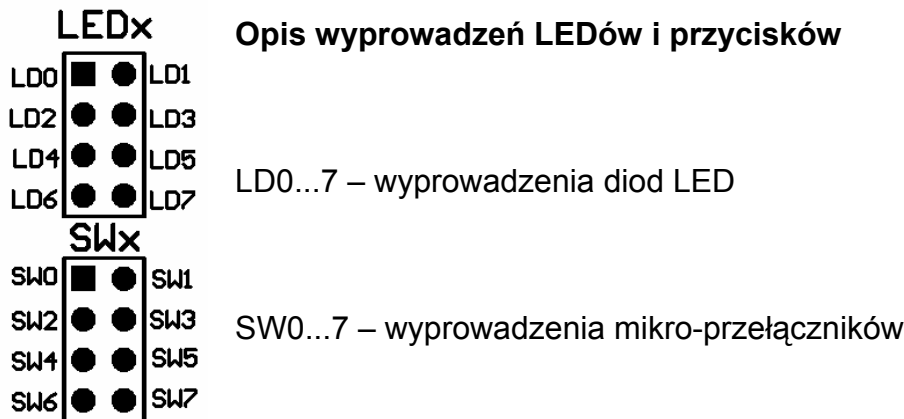 LEDx
Opis wyprowadzeń LEDów i przycisków
LD0 LD1
LD2 LD3
LD4 LD5
LD6 LD7
LD0...7 – wyprowadzenia diod LED
SWx
SW0 SW1
SW2 SW3
SW4 SW5
SW6 SW7
SW0...7 – wyprowadzenia mikro-przełączników